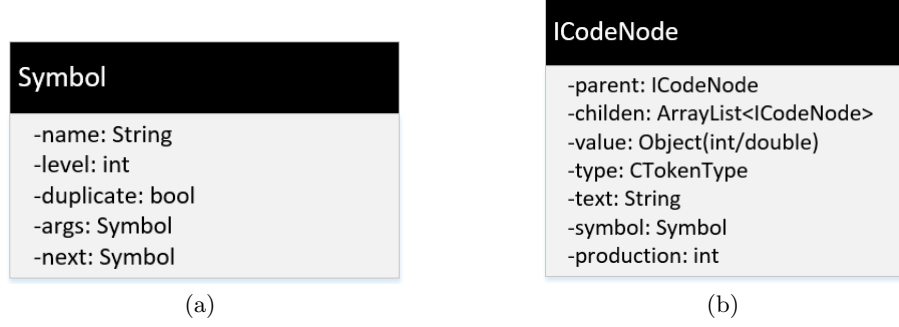 Symbol
-name: String
-level: int
-duplicate: bool
-args: Symbol
-next: Symbol
(a)
ICodeNode
-parent: ICodeNode
-childen: ArrayList<ICodeNode>
-value: Object(int/double)
-type: CTokenType
-text: String
-symbol: Symbol
-production: int
(b)